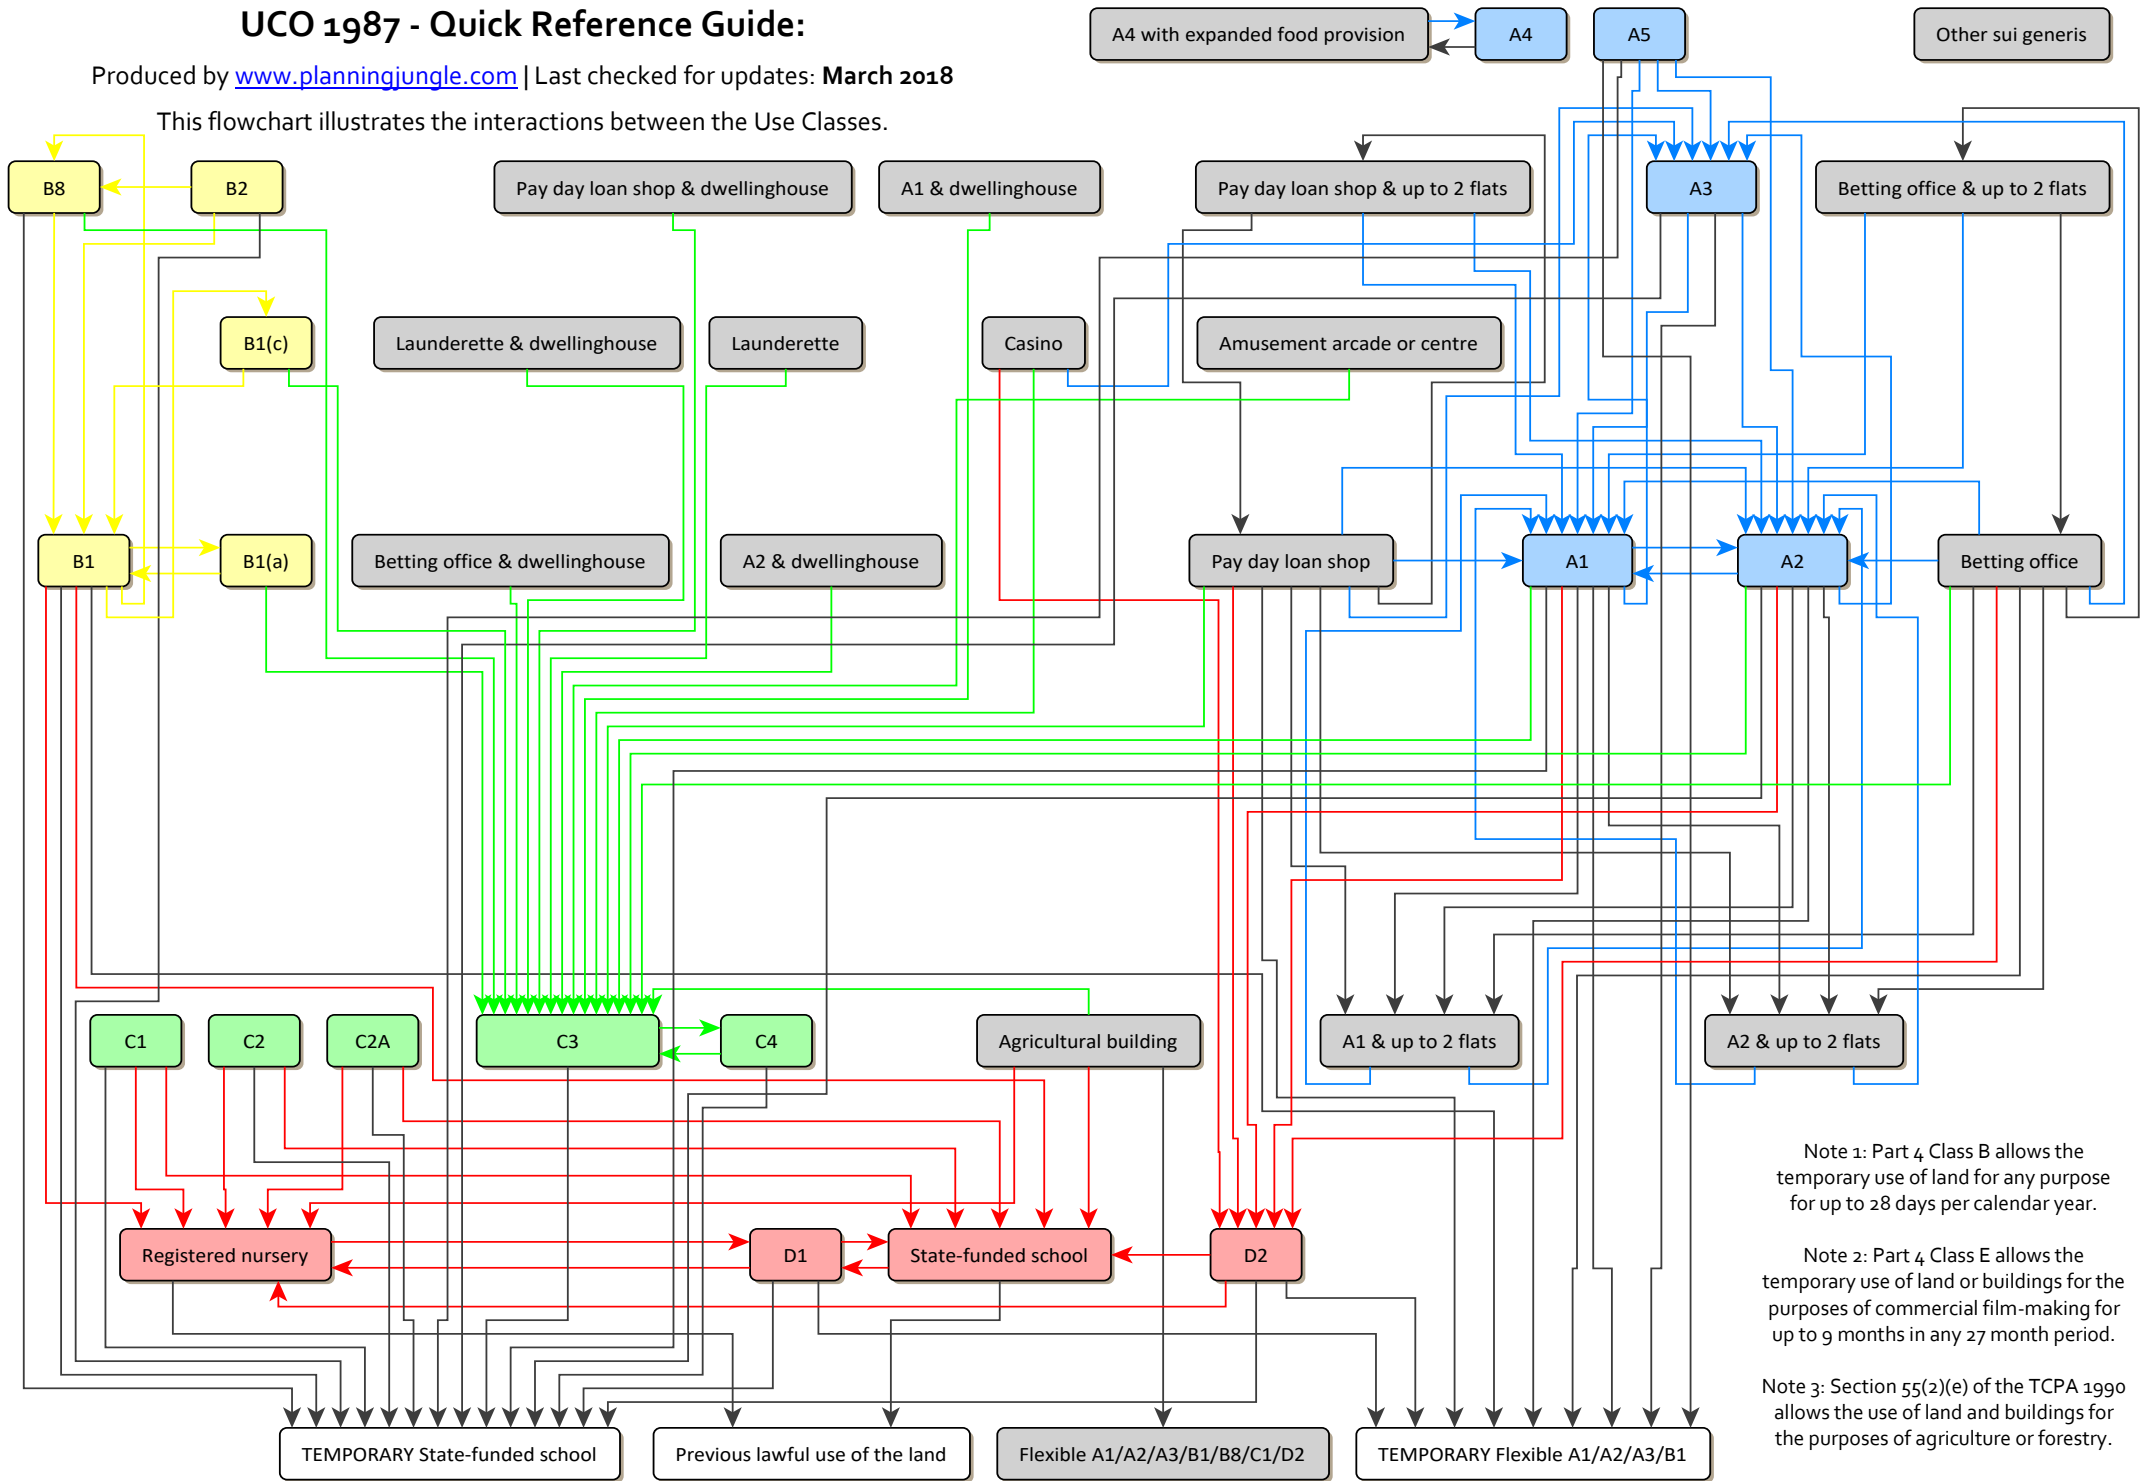 UCO 1987 - Quick Reference Guide:
Produced by www.planningjungle.com | Last checked for updates: March 2018
This flowchart illustrates the interactions between the Use Classes.
A4 with expanded food provision
A4
A5
Other sui generis
B8
B2
Pay day loan shop & dwellinghouse
A1 & dwellinghouse
Pay day loan shop & up to 2 flats
A3
Betting office & up to 2 flats
B1(c)
Launderette & dwellinghouse
Launderette
Casino
Amusement arcade or centre
B1
B1(a)
Betting office & dwellinghouse
A2 & dwellinghouse
Pay day loan shop
A1
A2
Betting office
C1
C2
C2A
C3
C4
Agricultural building
A1 & up to 2 flats
A2 & up to 2 flats
Registered nursery
D1
State-funded school
D2
Note 1: Part 4 Class B allows the
temporary use of land for any purpose
for up to 28 days per calendar year.
Note 2: Part 4 Class E allows the
temporary use of land or buildings for the
purposes of commercial film-making for
up to 9 months in any 27 month period.
Note 3: Section 55(2)(e) of the TCPA 1990
allows the use of land and buildings for
the purposes of agriculture or forestry.
TEMPORARY State-funded school
Previous lawful use of the land
Flexible A1/A2/A3/B1/B8/C1/D2
TEMPORARY Flexible A1/A2/A3/B1